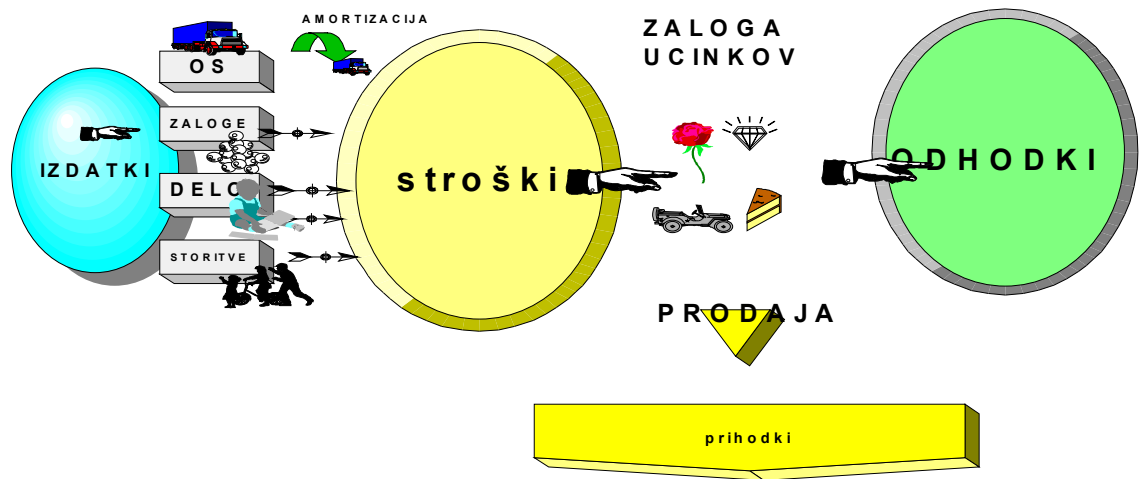 AMORTIZACIJA
OS
ZALOGE
IZDATKI
DELO
STORITVE
stroški
ZALOGA
UCINKOV
ODHODKI
PRODAJA
prihodki